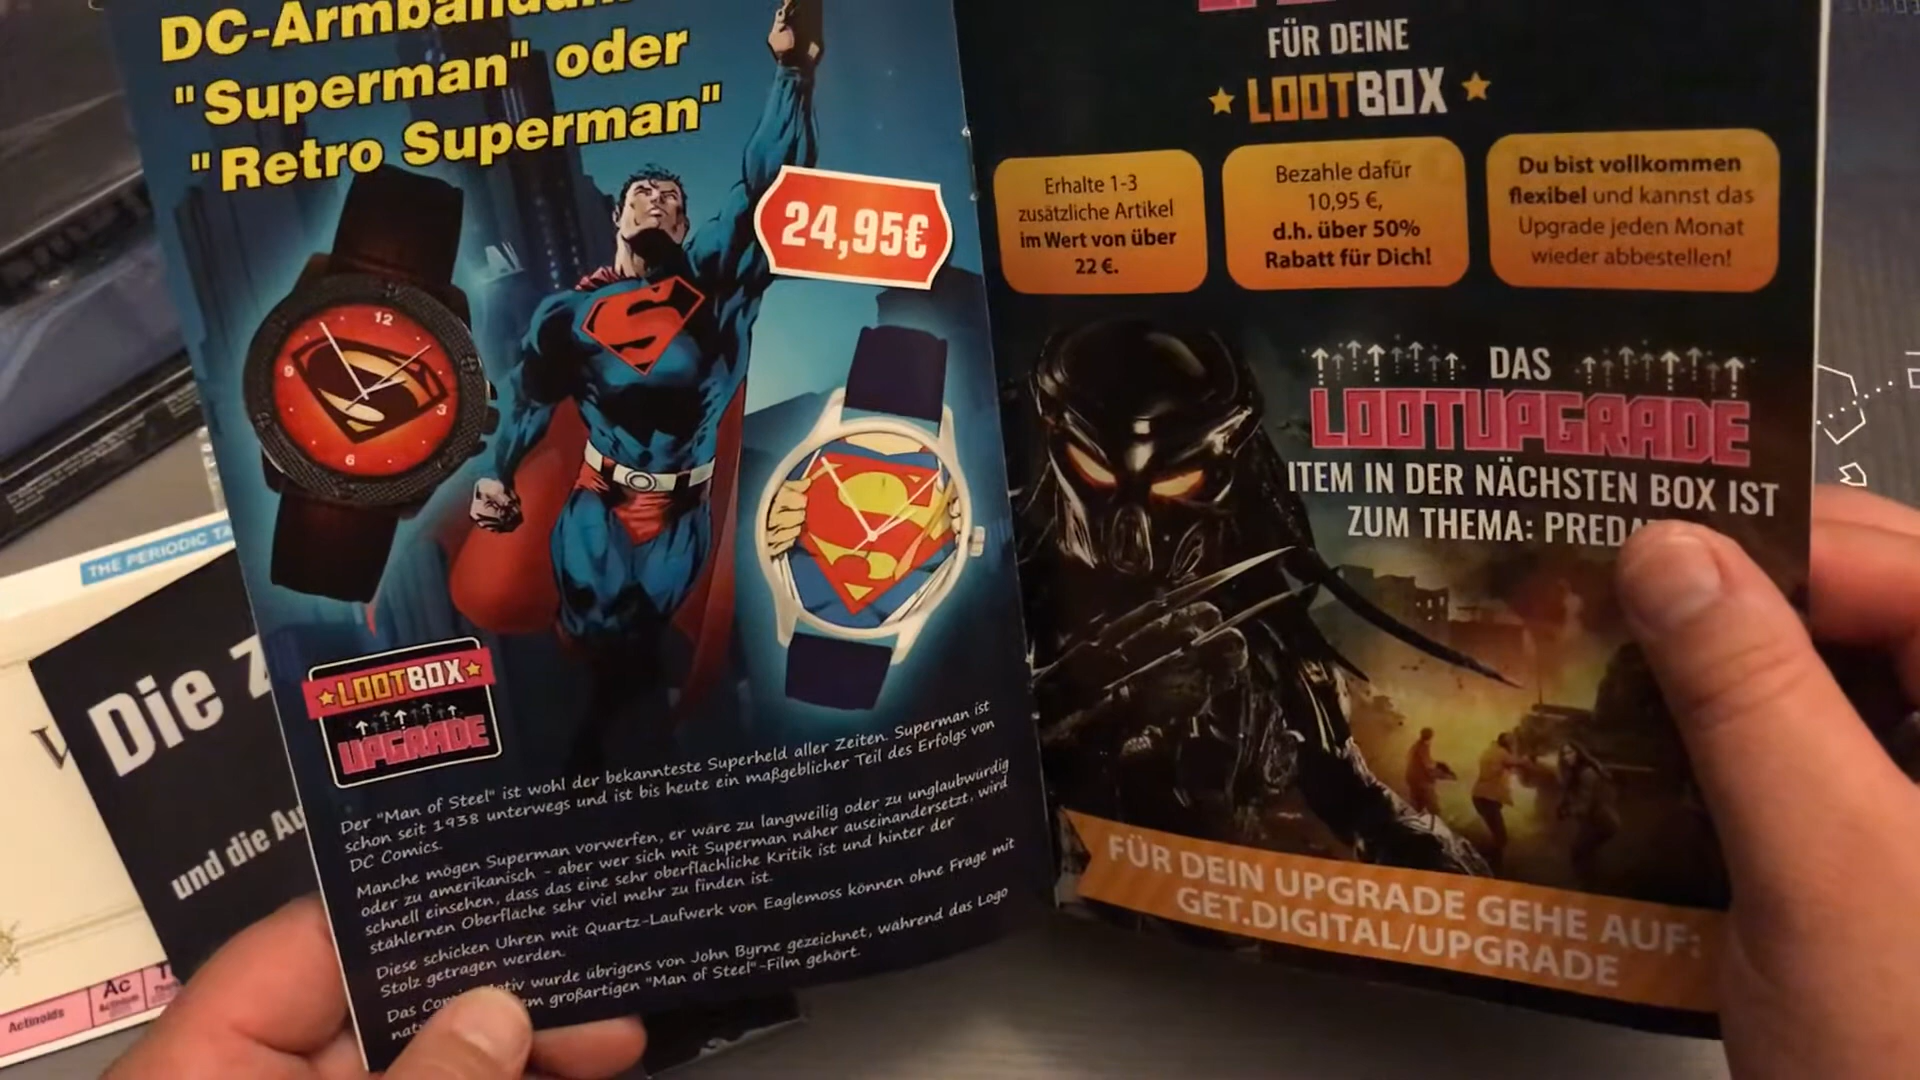 "Superman" oder
"Retro Superman"
24,95€
12
3
6
9
LOOTBOX
UPGRADE
Der "Man of Steel" ist wohl der bekannteste Superheld aller Zeiten. Superman ist
schon seit 1938 unterwegs und ist bis heute ein maßgeblicher Teil des Erfolgs von
DC Comics.
Manche mögen Superman vorwerfen, er wäre zu langweilig oder zu unglaubwürdig
oder zu amerikanisch - aber wer sich mit Superman näher auseinandersetzt, wird
schnell einsehen, dass das eine sehr oberflächliche Kritik ist und hinter der
stählernen Oberfläche sehr viel mehr zu finden ist.
Diese schicken Uhren mit Quartz-Laufwerk von Eaglemoss können ohne Frage mit
Stolz getragen werden.
Das wurde übrigens von John Byrne gezeichnet, während das Logo
großartigen "Man of Steel"-Film gehört.
FÜR DEINE
LOOTBOX
Erhalte 1-3
zusätzliche Artikel
im Wert von über
22 €.
Bezahle dafür
10,95 €,
d.h. über 50%
Rabatt für Dich!
Du bist vollkommen
flexibel und kannst das
Upgrade jeden Monat
wieder abbestellen!
DAS
LOOTUPGRADE
ITEM IN DER NÄCHSTEN BOX IST
ZUM THEMA:
FÜR DEIN UPGRADE GEHE AUF:
GET.DIGITAL/UPGRADE
THE PERIODIC
Die
und die
Actinoids
Ac
Actinium